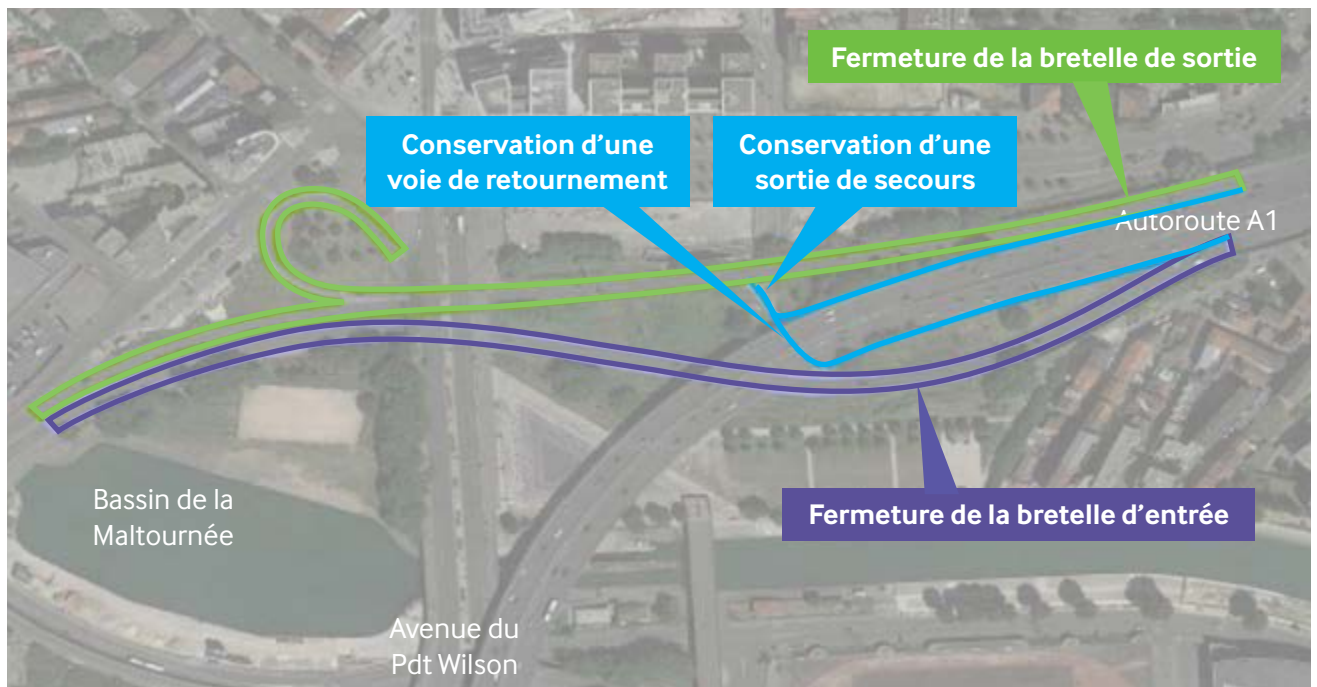 Fermeture de la bretelle de sortie
Conservation d’une
voie de retournement
Conservation d’une
sortie de secours
Autoroute A1
Bassin de la
Maltournée
Fermeture de la bretelle d’entrée
Avenue du
Pdt Wilson